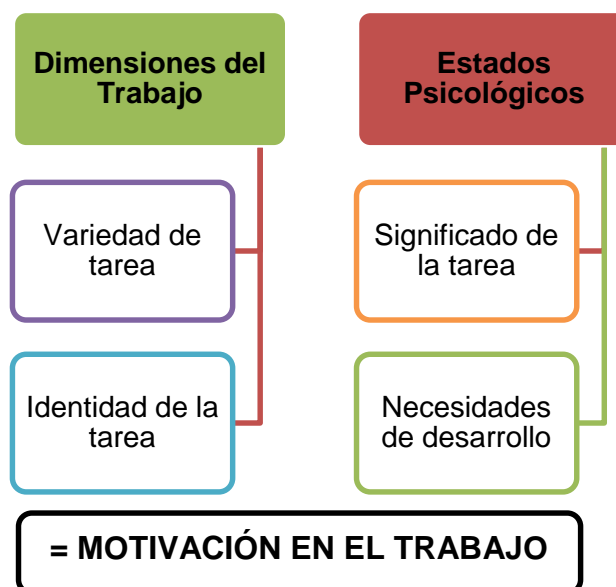 Dimensiones del
Trabajo
Variedad de
tarea
Identidad de la
tarea
Estados
Psicológicos
Significado de
la tarea
Necesidades
de desarrollo
= MOTIVACIÓN EN EL TRABAJO